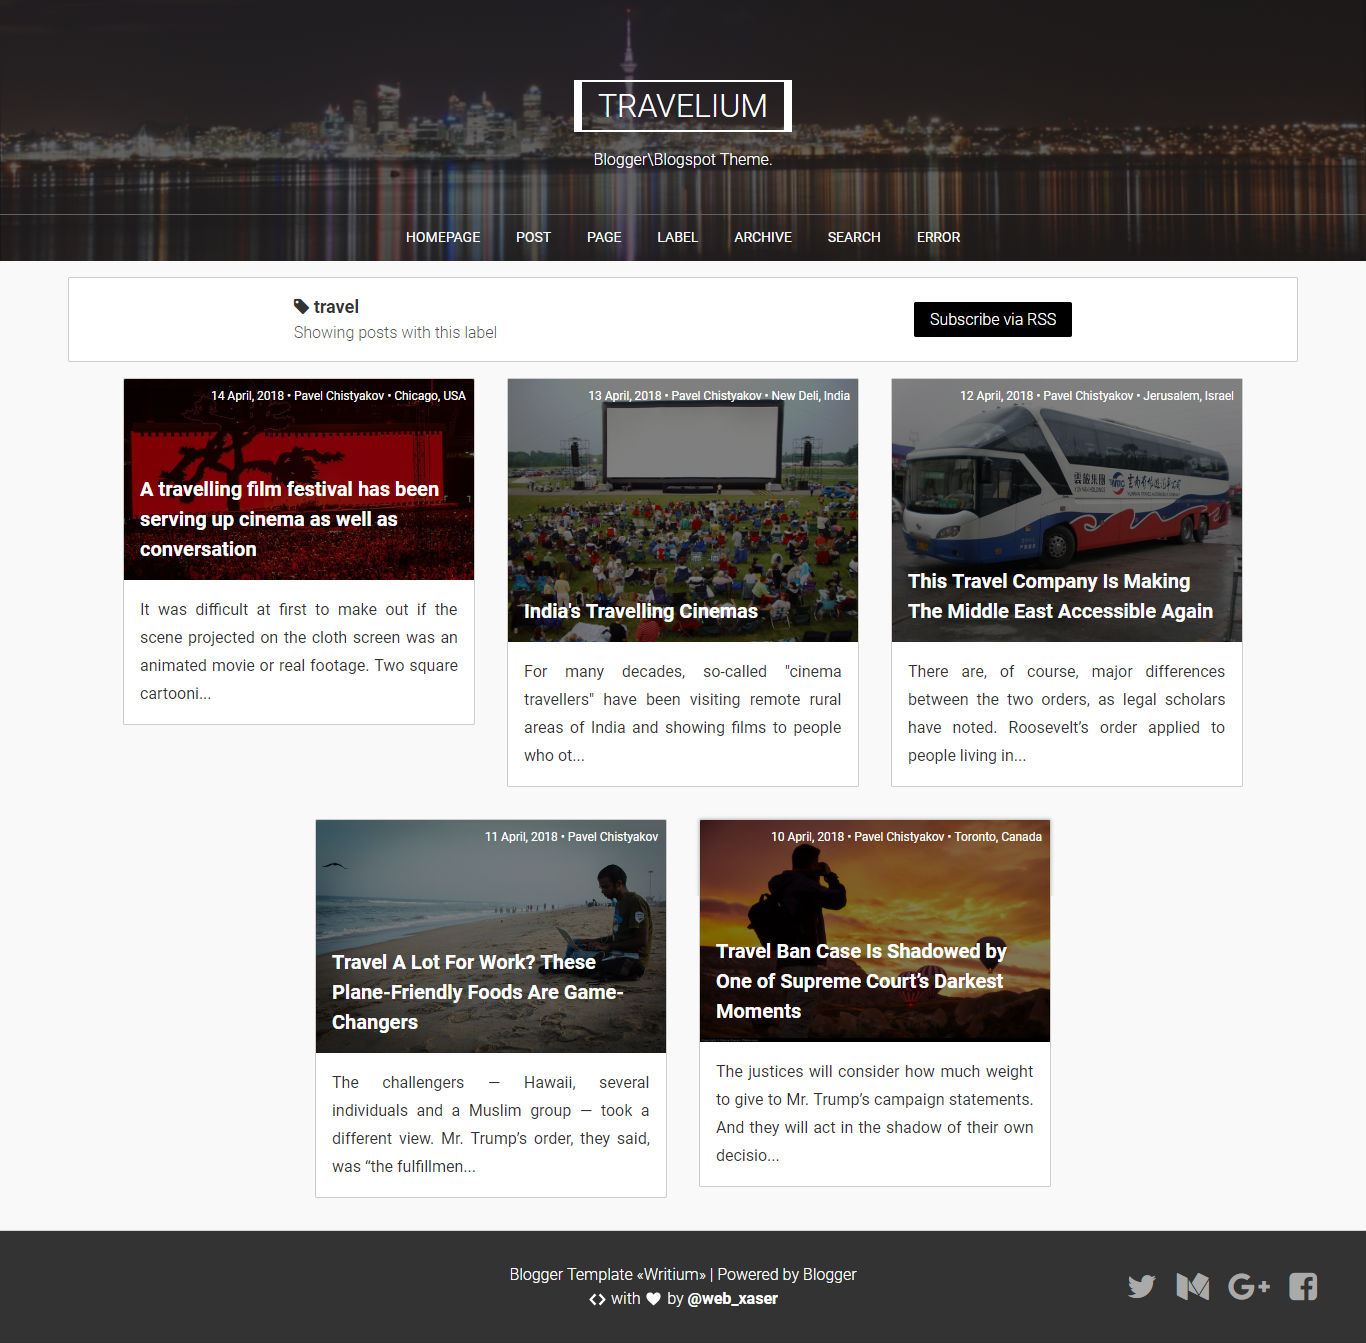 TRAVELIUM
Blogger\Blogspot Theme.
HOMEPAGE POST PAGE LABEL ARCHIVE SEARCH ERROR
travel
Showing posts with this label
Subscribe via RSS
14 April, 2018 • Pavel Chistyakov • Chicago, USA
A travelling film festival has been
serving up cinema as well as
conversation
It was difficult at first to make out if the
scene projected on the cloth screen was an
animated movie or real footage. Two square
cartooni...
13 April, 2018 • Pavel Chistyakov • New Deli, India
India's Travelling Cinemas
For many decades, so-called "cinema
travellers" have been visiting remote rural
areas of India and showing films to people
who ot...
12 April, 2018 • Pavel Chistyakov • Jerusalem, Israel
This Travel Company Is Making
The Middle East Accessible Again
There are, of course, major differences
between the two orders, as legal scholars
have noted. Roosevelt’s order applied to
people living in...
11 April, 2018 • Pavel Chistyakov
Travel A Lot For Work? These
Plane-Friendly Foods Are Game-
Changers
The challengers — Hawaii, several
individuals and a Muslim group — took a
different view. Mr. Trump’s order, they said,
was “the fulfillmen...
10 April, 2018 • Pavel Chistyakov • Toronto, Canada
Travel Ban Case Is Shadowed by
One of Supreme Court’s Darkest
Moments
The justices will consider how much weight
to give to Mr. Trump’s campaign statements.
And they will act in the shadow of their own
decisio...
Blogger Template «Writium» | Powered by Blogger
with by @web_xaser